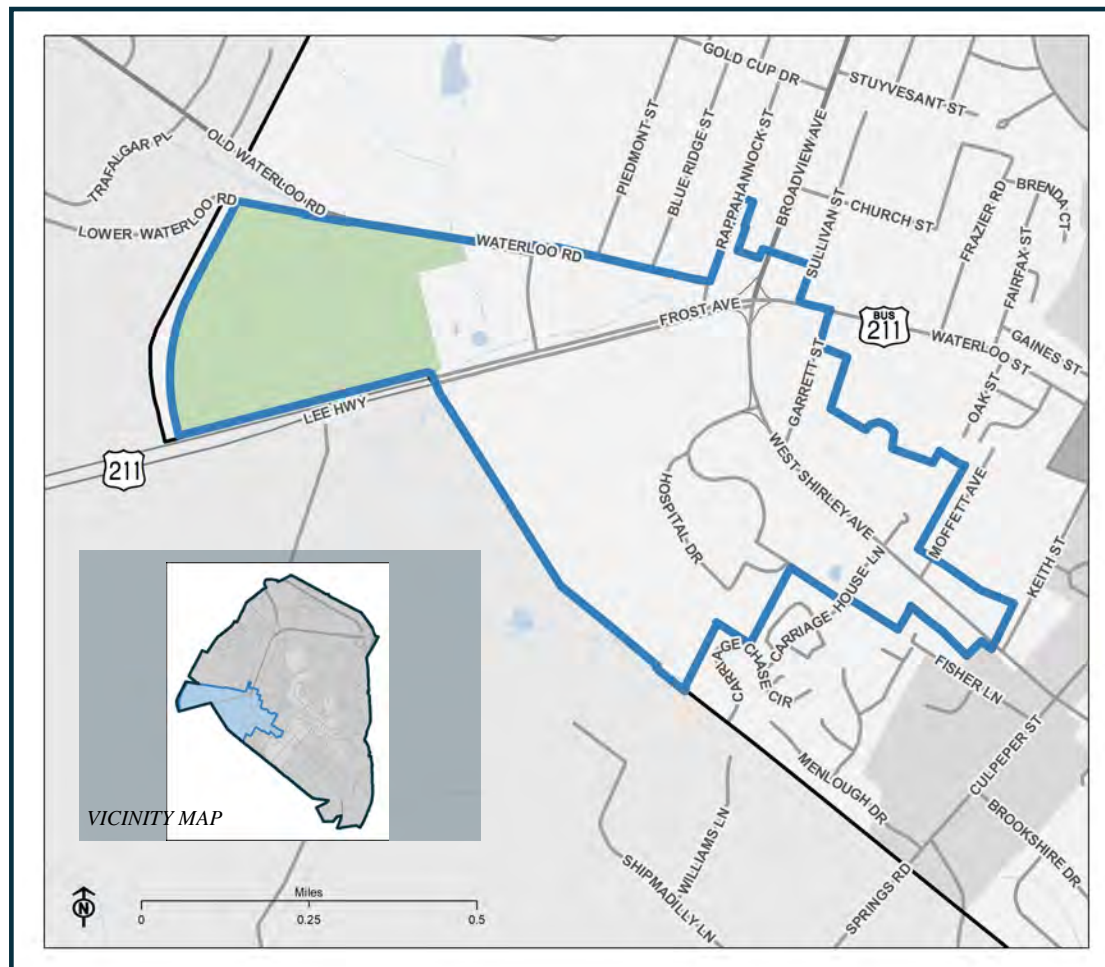 GOLD CUP DR
STUYVESANT ST
PIEDMONT ST
BLUE RIDGE ST
RAPPAHANNOCK ST
BROADVIEW AVE
SULLIVAN ST
CHURCH ST
FRAZIER RD
BRENDA CT
FAIRFAX ST
TRAFALGAR PL
OLD WATERLOO RD
LOWER WATERLOO RD
WATERLOO RD
FROST AVE
BUS
211
WATERLOO ST
GAINES ST
OAK ST
GARRETT ST
LEE HWY
211
WEST SHIRLEY AVE
HOSPITAL DR
MOFFETT AVE
KEITH ST
CARRIAGE HOUSE LN
CARRIAGE CHASE CIR
FISHER LN
CULPEPER ST
MENLOUGH DR
BROOKSHIRE DR
WILLIAMS LN
SHIPMADILLY LN
SPRINGS RD
VICINITY MAP
N
Miles
0 0.25 0.5